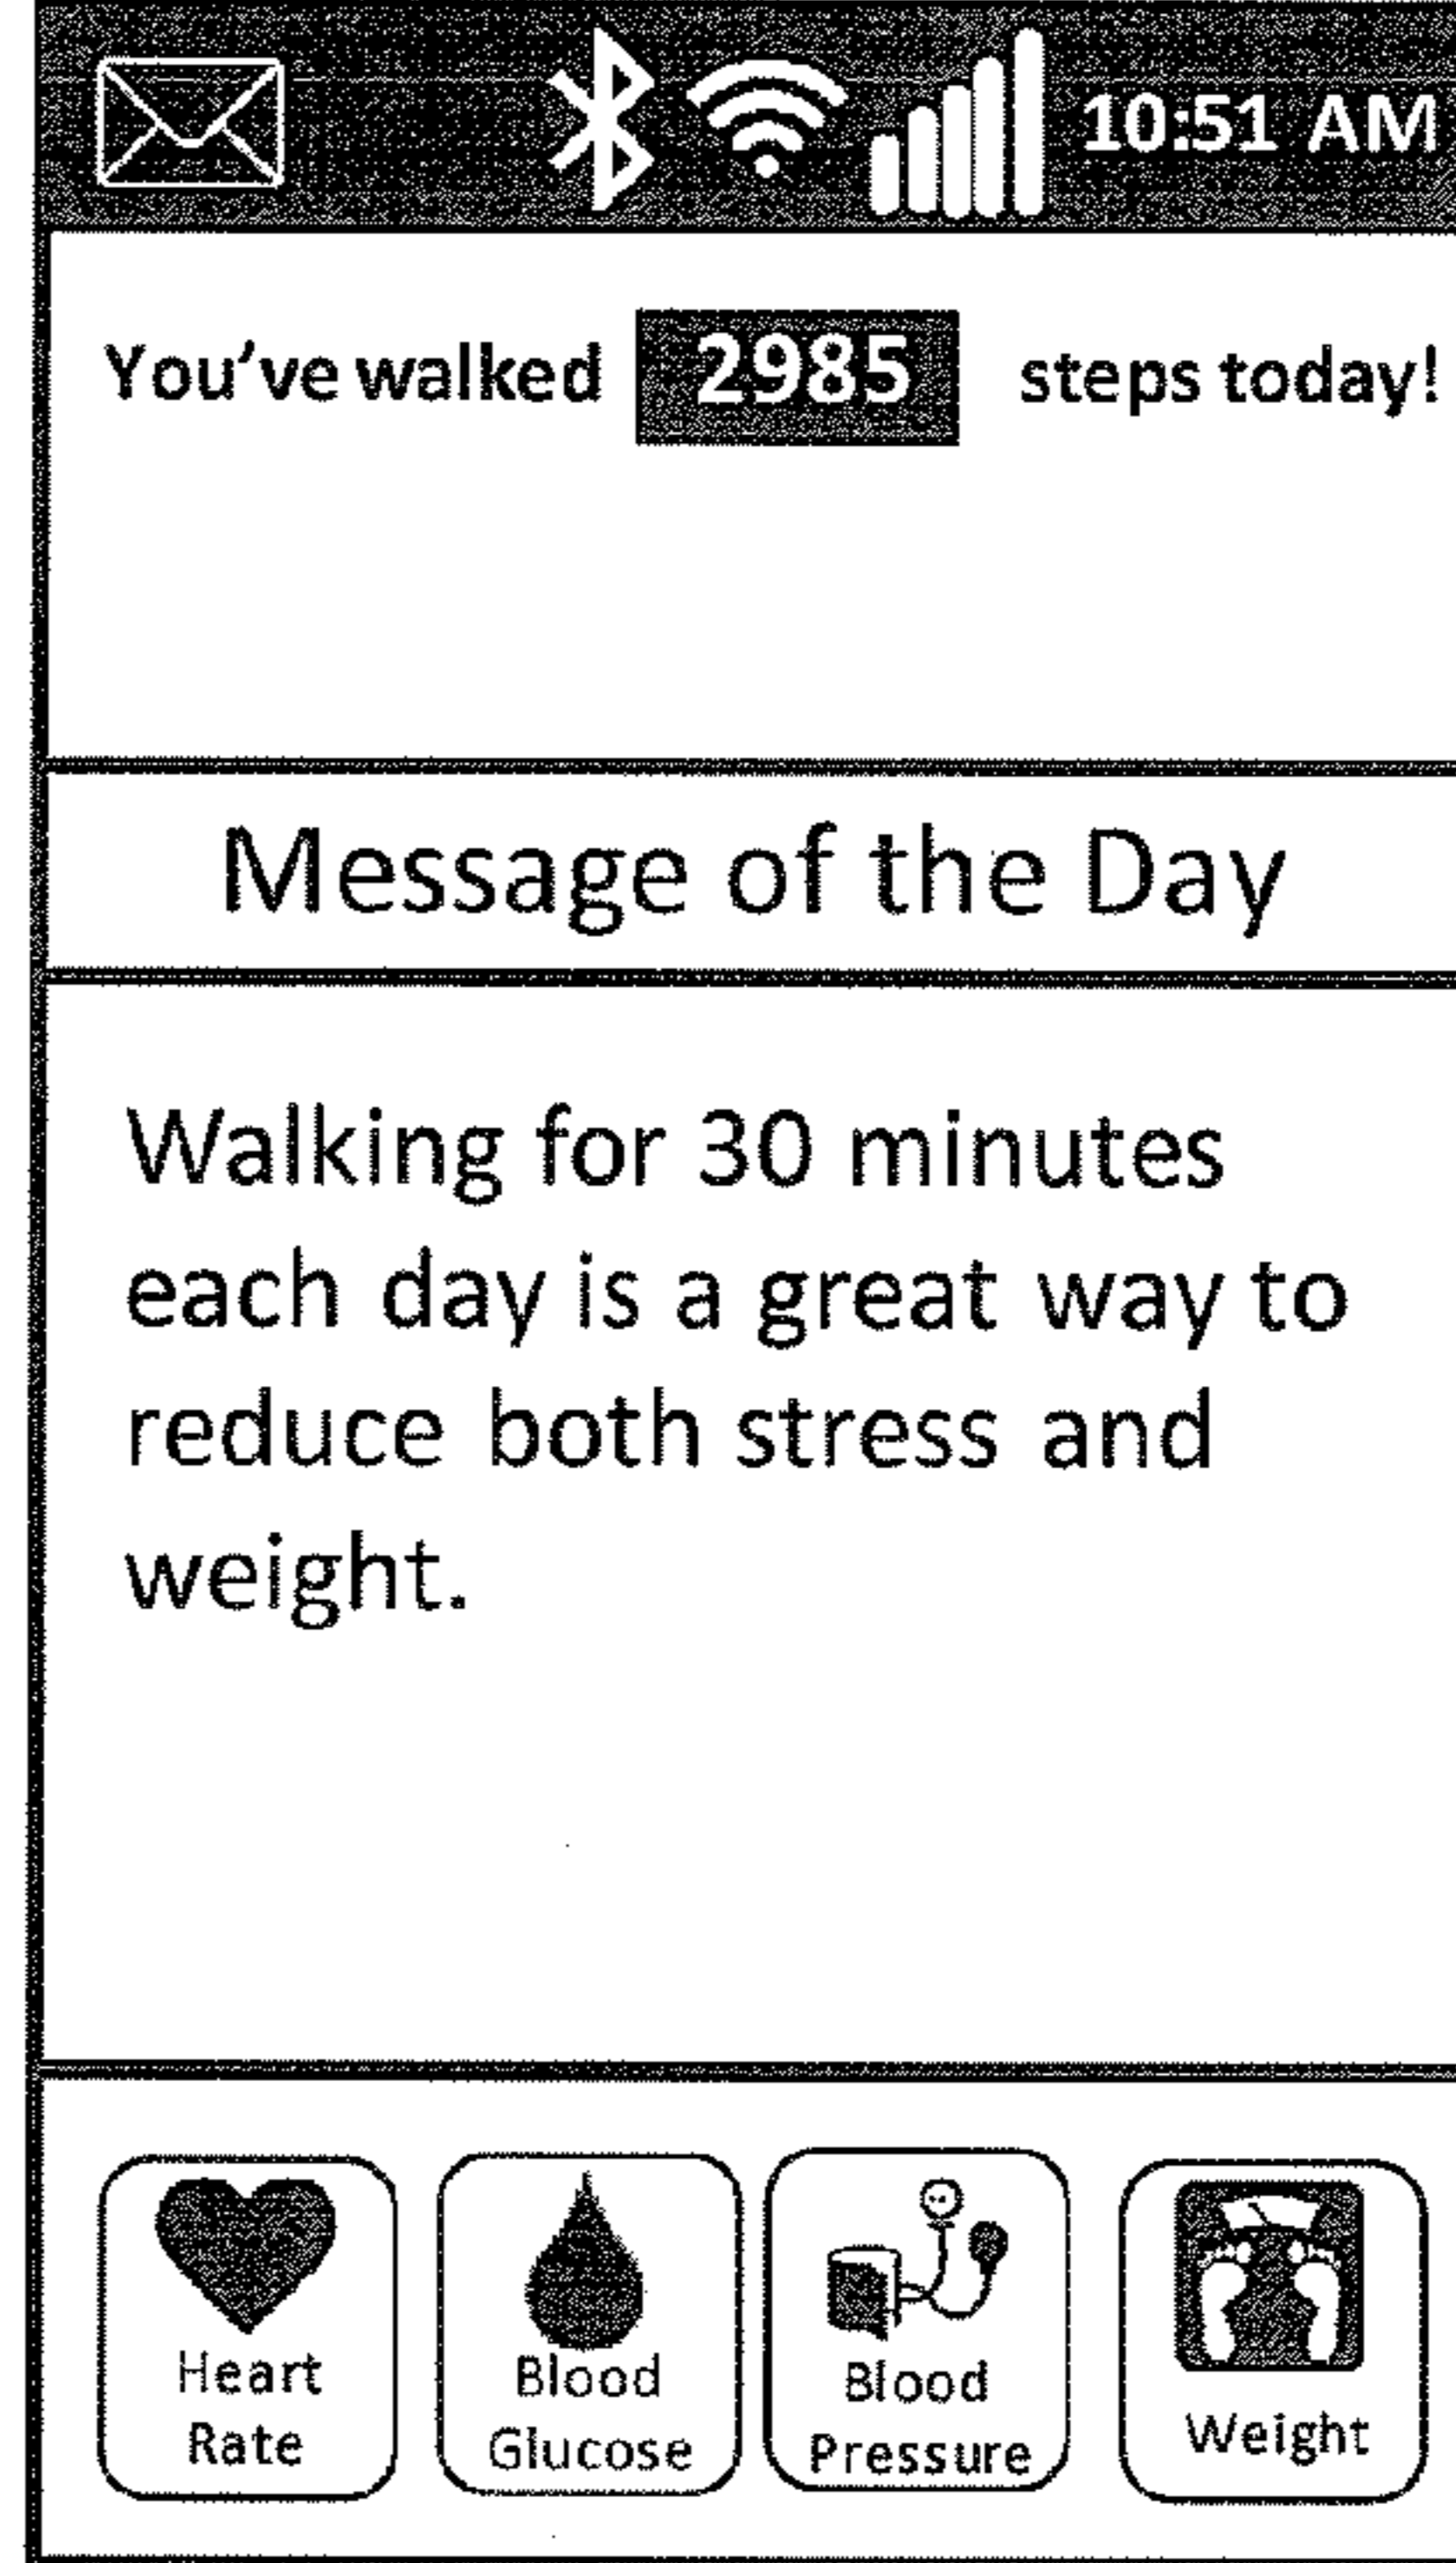 10:51 AM
You've walked 2985 steps today!
Message of the Day
Walking for 30 minutes
each day is a great way to
reduce both stress and
weight.
Heart
Rate
Blood
Glucose
Blood
Pressure
Weight